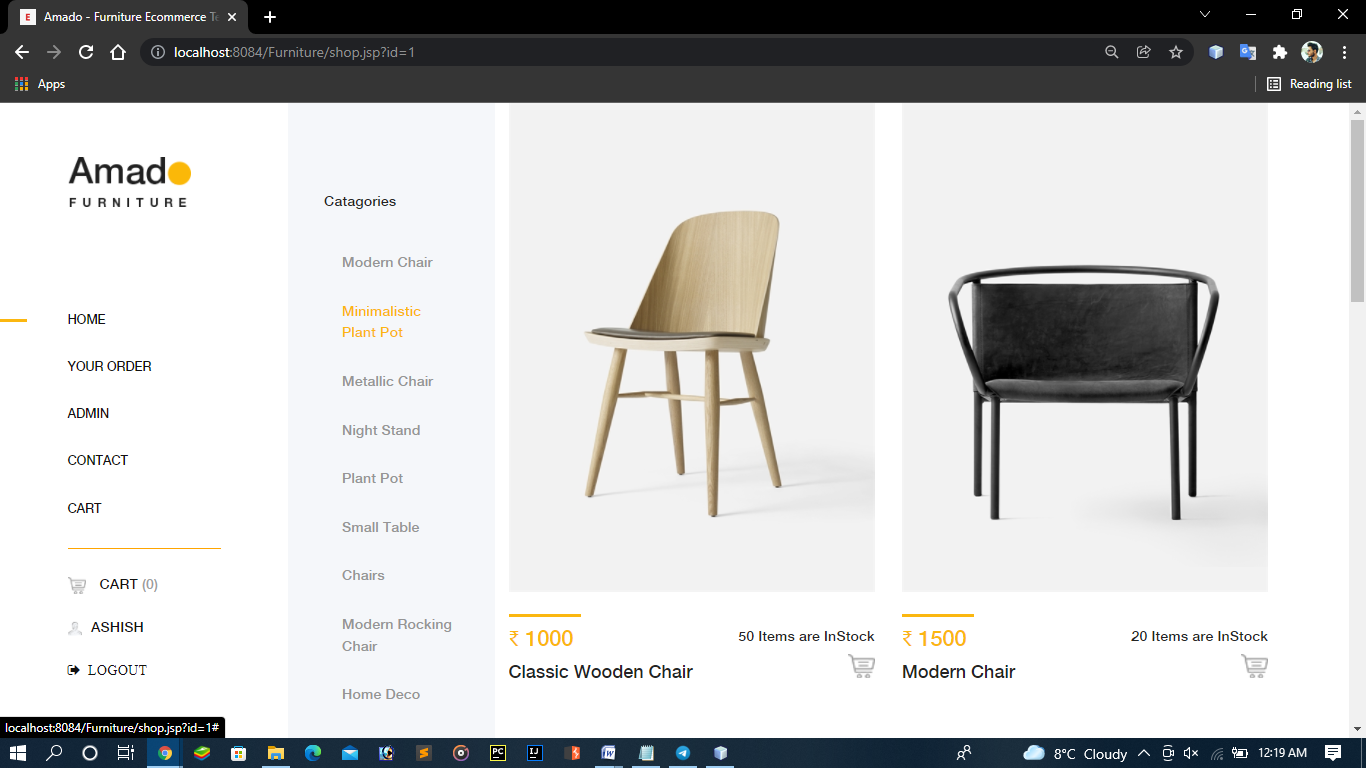 Amado - Furniture Ecommerce Te
localhost:8084/Furniture/shop.jsp?id=1
Apps
Reading list
Amado
FURNITURE
HOME
YOUR ORDER
ADMIN
CONTACT
CART
CART (0)
ASHISH
LOGOUT
Catagories
Modern Chair
Minimalistic
Plant Pot
Metallic Chair
Night Stand
Plant Pot
Small Table
Chairs
Modern Rocking
Chair
Home Deco
₹ 1000
50 Items are InStock
Classic Wooden Chair
₹ 1500
20 Items are InStock
Modern Chair
localhost:8084/Furniture/shop.jsp?id=1#
8°C Cloudy
12:19 AM